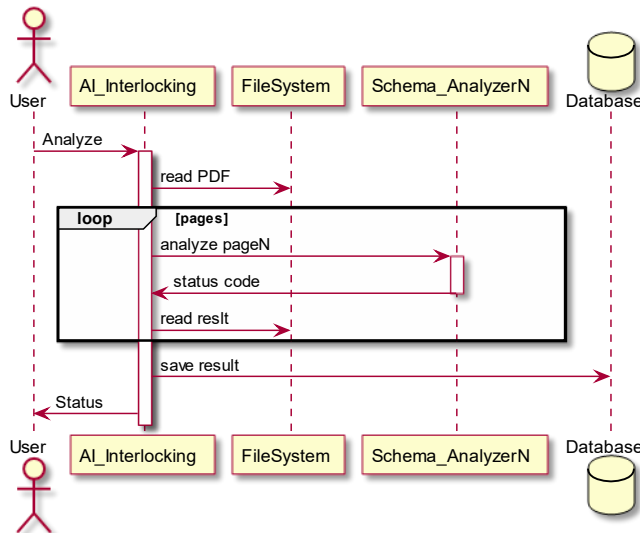 User
AI_Interlocking
FileSystem
Schema_AnalyzerN
Database
Analyze
read PDF
loop
[pages]
analyze pageN
status code
read reslt
save result
Status
User
AI_Interlocking
FileSystem
Schema_AnalyzerN
Database